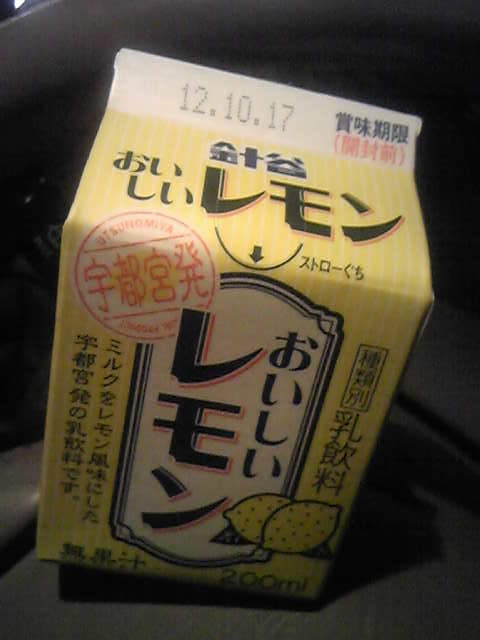 12.10.17
賞味期限
(開封前)
針谷
おいしいレモン
ストローぐち
UTSUNOMIYA
宇都宮発
おいしい
レモン
種類別
乳飲料
ミルクをレモン風味にした
宇都宮発の乳飲料です。
無果汁
200ml